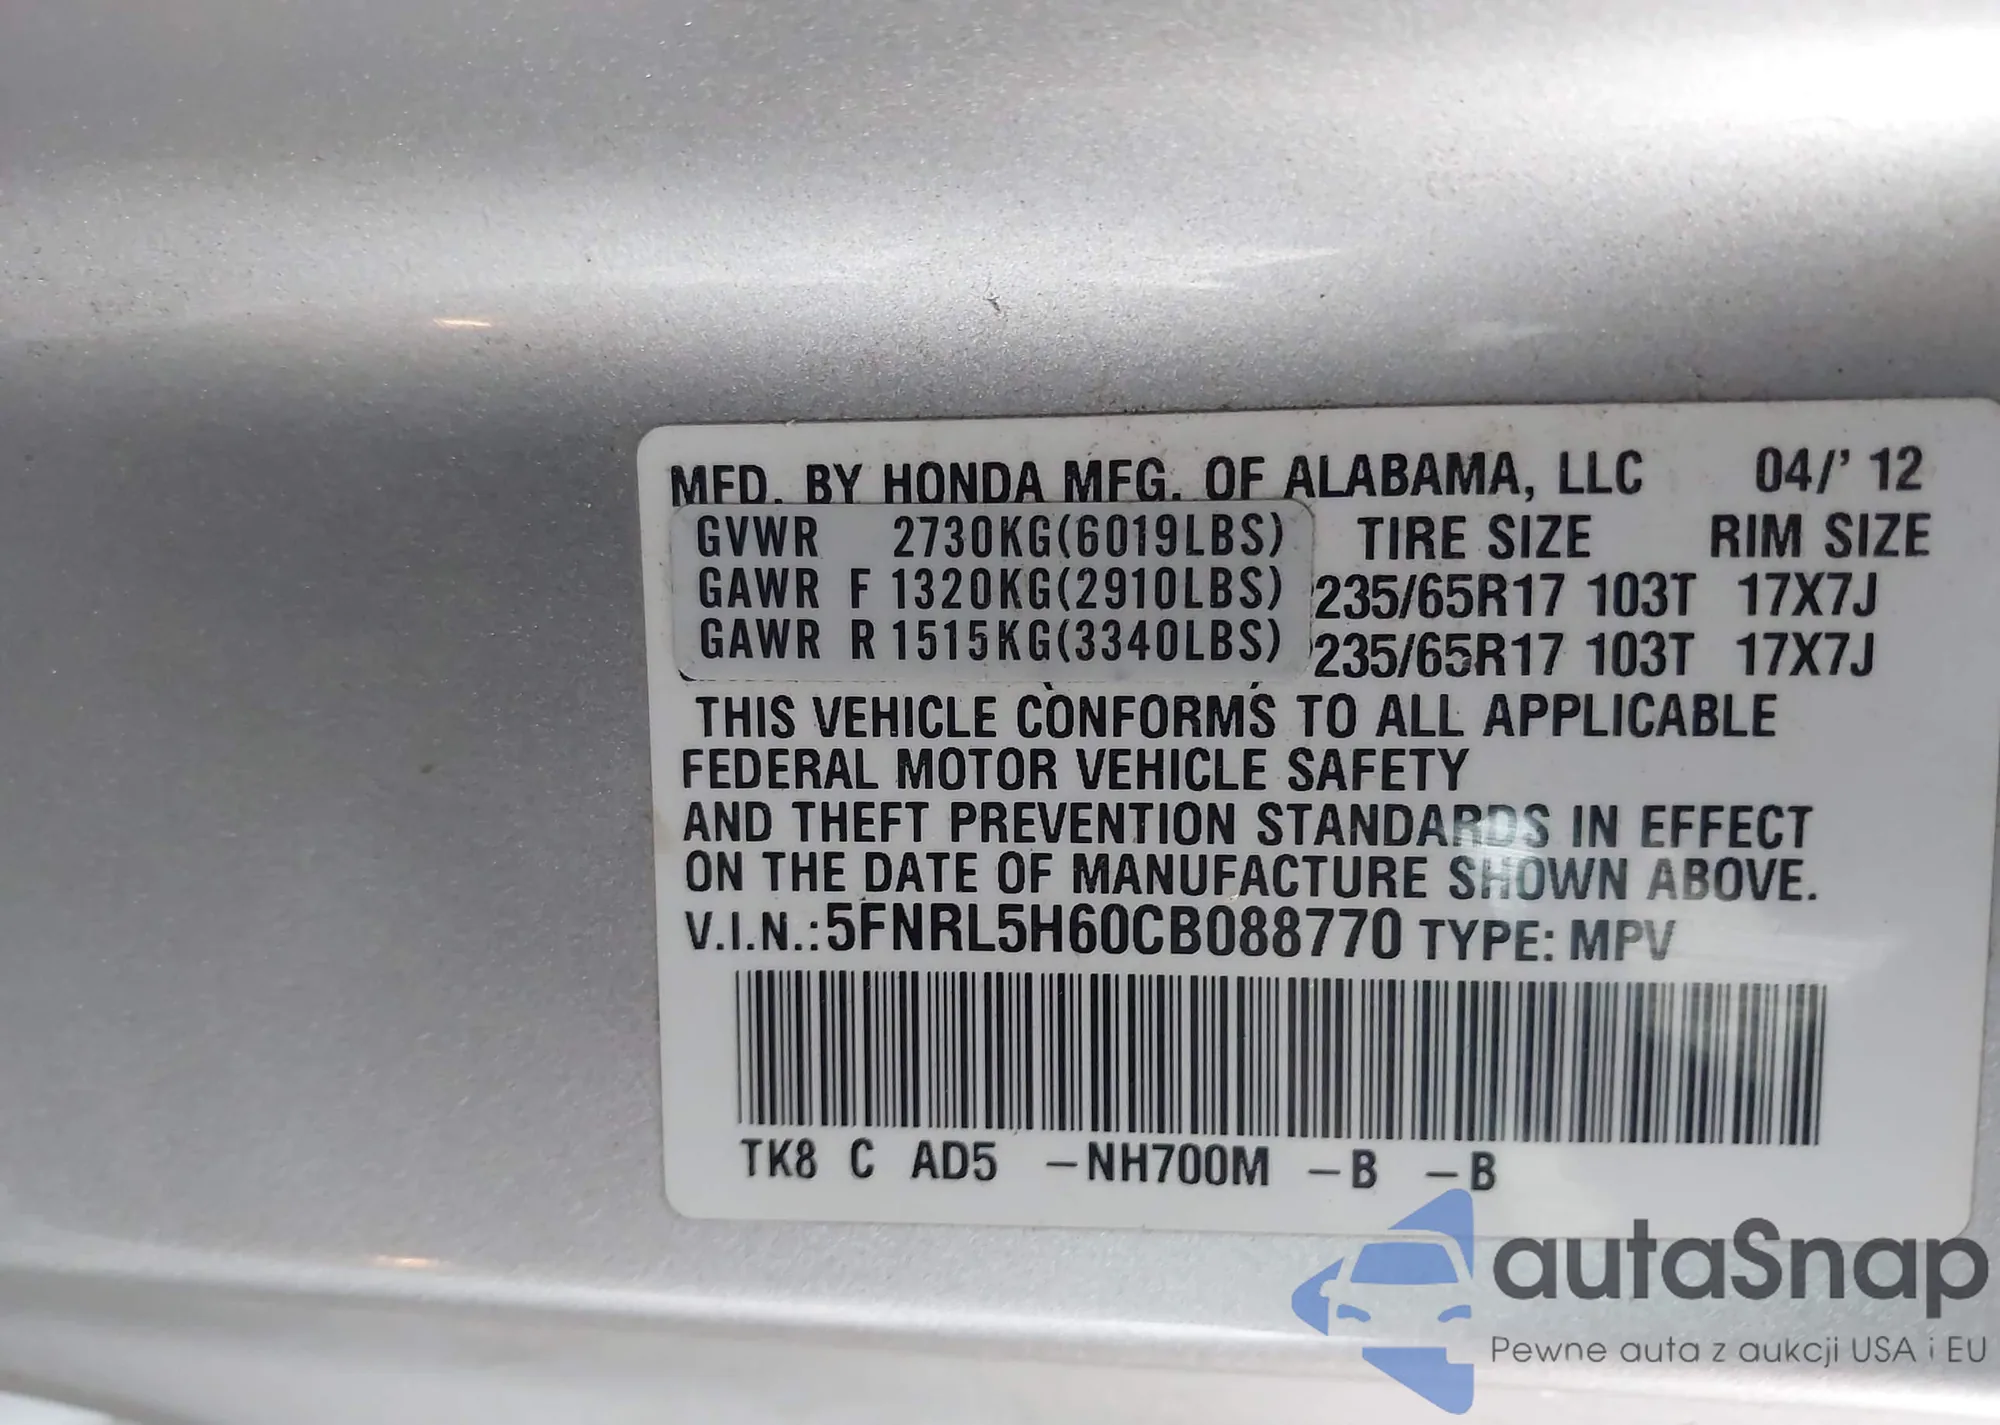 MFD. BY HONDA MFG. OF ALABAMA, LLC 04/'12
GVWR 2730KG(6019LBS) TIRE SIZE RIM SIZE
GAWR F 1320KG(2910LBS) 235/65R17 103T 17X7J
GAWR R 1515KG(3340LBS) 235/65R17 103T 17X7J
THIS VEHICLE CONFORMS TO ALL APPLICABLE
FEDERAL MOTOR VEHICLE SAFETY
AND THEFT PREVENTION STANDARDS IN EFFECT
ON THE DATE OF MANUFACTURE SHOWN ABOVE.
V.I.N.:5FNRL5H60CB088770 TYPE: MPV
TK8 C AD5 -NH700M -B -B
autaSnap
Pewne auta z aukcji USA i EU